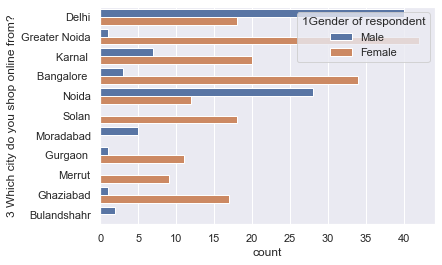 3 Which city do you shop online from?
Delhi
Greater Noida
Karnal
Bangalore
Noida
Solan
Moradabad
Gurgaon
Merrut
Ghaziabad
Bulandshahr
1Gender of respondent
Male
Female
0 5 10 15 20 25 30 35 40
count